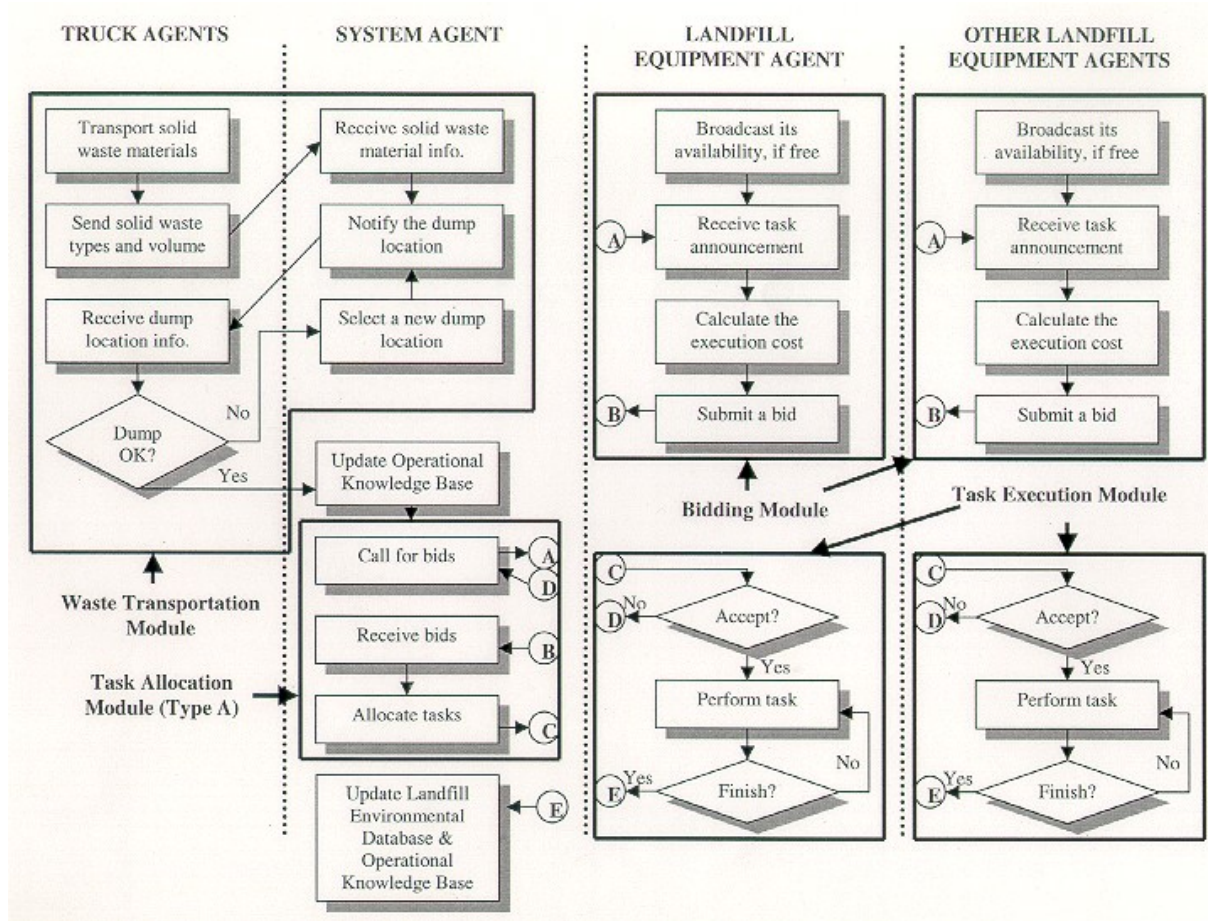 TRUCK AGENTS
SYSTEM AGENT
LANDFILL
EQUIPMENT AGENT
OTHER LANDFILL
EQUIPMENT AGENTS
Transport solid
waste materials
Send solid waste
types and volume
Receive dump
location info.
Dump
OK?
No
Yes
Receive solid waste
material info.
Notify the dump
location
Select a new dump
location
Update Operational
Knowledge Base
Call for bids
A
D
Receive bids
B
Allocate tasks
C
Update Landfill
Environmental
Database &
Operational
Knowledge Base
E
Waste Transportation
Module
Task Allocation
Module (Type A)
Broadcast its
availability, if free
A
Receive task
announcement
Calculate the
execution cost
B
Submit a bid
Broadcast its
availability, if free
A
Receive task
announcement
Calculate the
execution cost
B
Submit a bid
Bidding Module
Task Execution Module
C
Accept?
No
D
Yes
Perform task
No
Finish?
Yes
E
C
Accept?
No
D
Yes
Perform task
No
Finish?
Yes
E